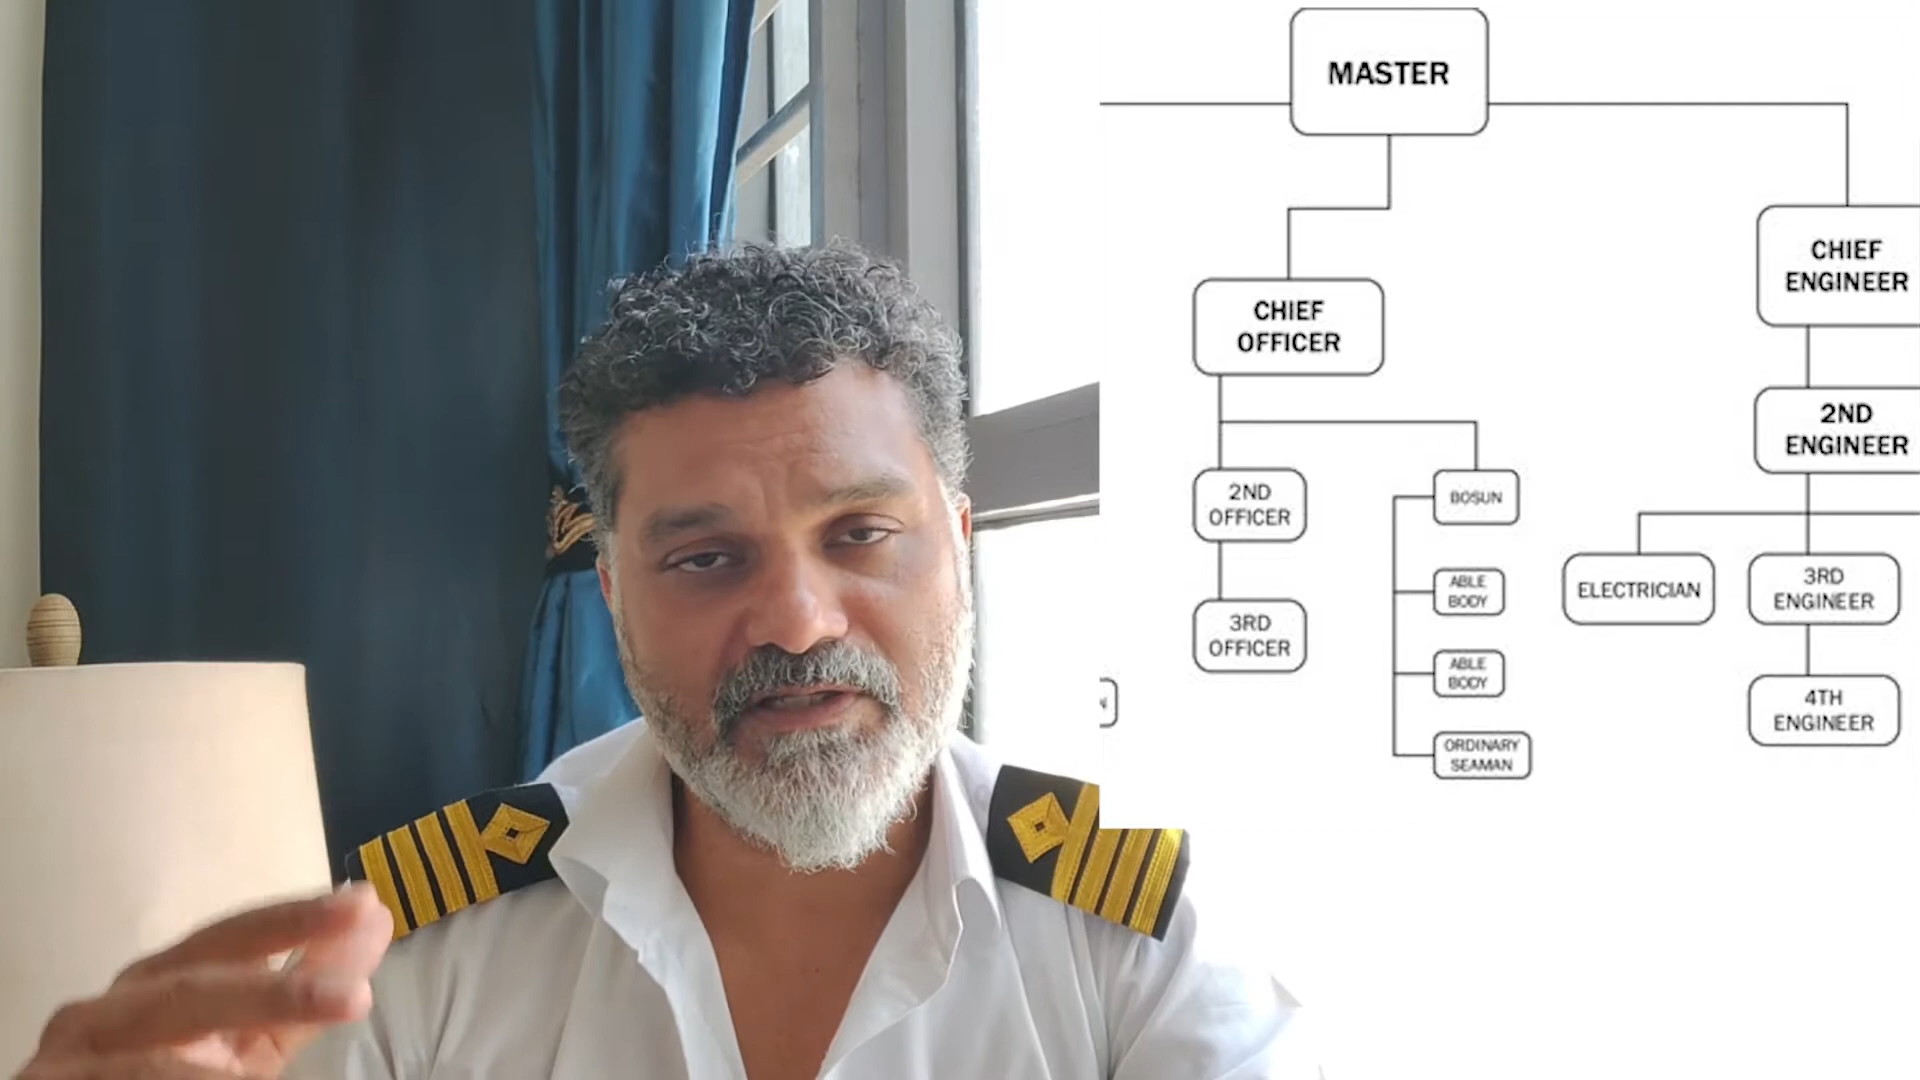 MASTER
CHIEF
OFFICER
CHIEF
ENGINEER
2ND
ENGINEER
2ND
OFFICER
BOSUN
3RD
OFFICER
ABLE
BODY
ABLE
BODY
ORDINARY
SEAMAN
ELECTRICIAN
3RD
ENGINEER
4TH
ENGINEER